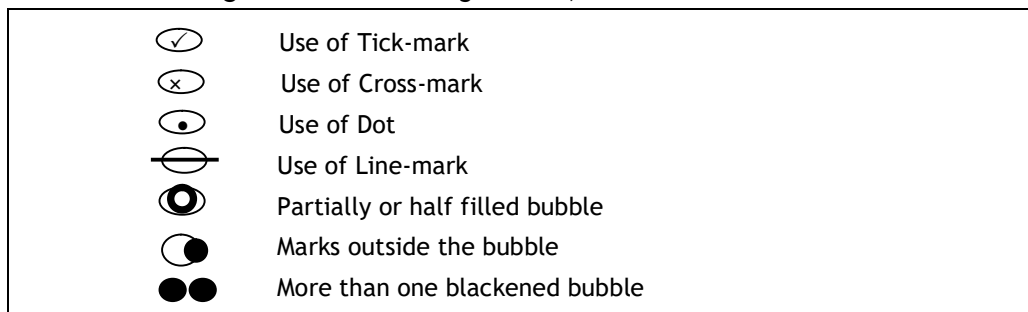 Use of Tick-mark
Use of Cross-mark
Use of Dot
Use of Line-mark
Partially or half filled bubble
Marks outside the bubble
More than one blackened bubble